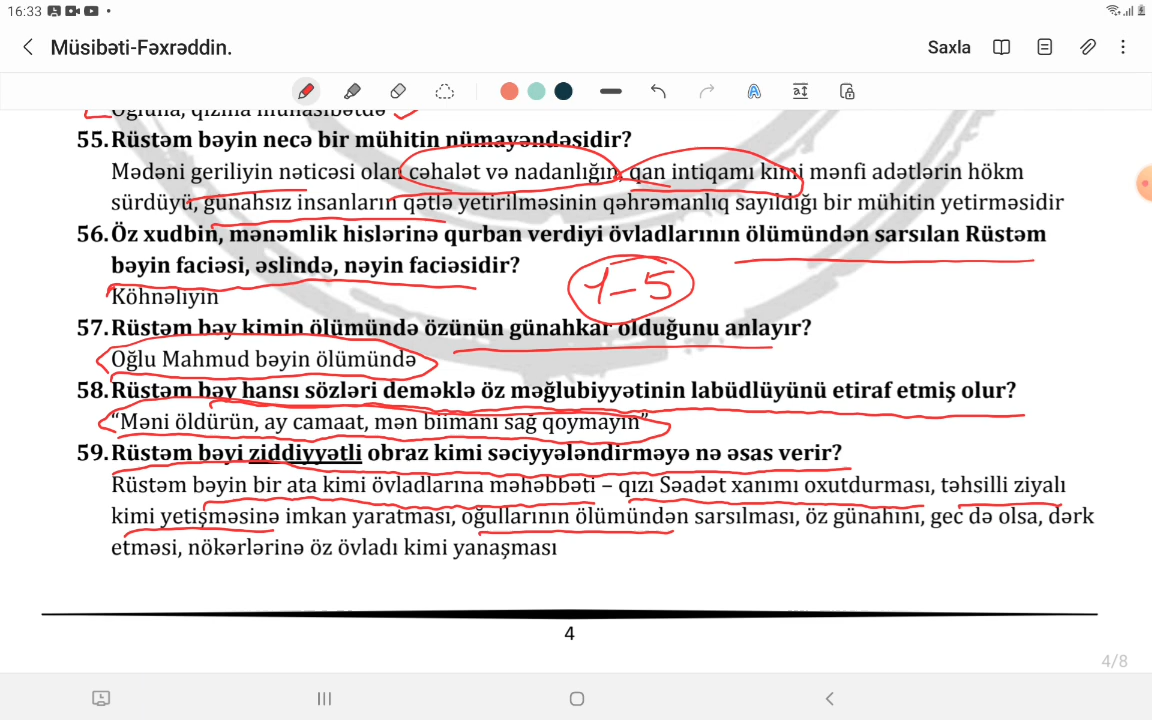 16:33
Müsibəti-Fəxrəddin.
Saxla
Oğluna, qızına münasibətdə
55. Rüstəm bəyin necə bir mühitin nümayəndəsidir?
Mədəni geriliyin nəticəsi olan cəhalət və nadanlığın, qan intiqamı kimi mənfi adətlərin hökm
sürdüyü, günahsız insanların qətlə yetirilməsinin qəhrəmanlıq sayıldığı bir mühitin yetirməsidir
56. Öz xudbin, mənəmlik hislərinə qurban verdiyi övladlarının ölümündən sarsılan Rüstəm
bəyin faciəsi, əslində, nəyin faciəsidir?
1-5
Köhnəliyin
57. Rüstəm bəy kimin ölümündə özünün günahkar olduğunu anlayır?
Oğlu Mahmud bəyin ölümündə
58. Rüstəm bəy hansı sözləri deməklə öz məğlubiyyətinin labüdlüyünü etiraf etmiş olur?
“Məni öldürün, ay camaat, mən biimanı sağ qoymayın”
59. Rüstəm bəyi ziddiyyətli obraz kimi səciyyələndirməyə nə əsas verir?
Rüstəm bəyin bir ata kimi övladlarına məhəbbəti – qızı Səadət xanımı oxutdurması, təhsilli ziyalı
kimi yetişməsinə imkan yaratması, oğullarının ölümündən sarsılması, öz günahını, gec də olsa, dərk
etməsi, nökərlərinə öz övladı kimi yanaşması
4
4/8